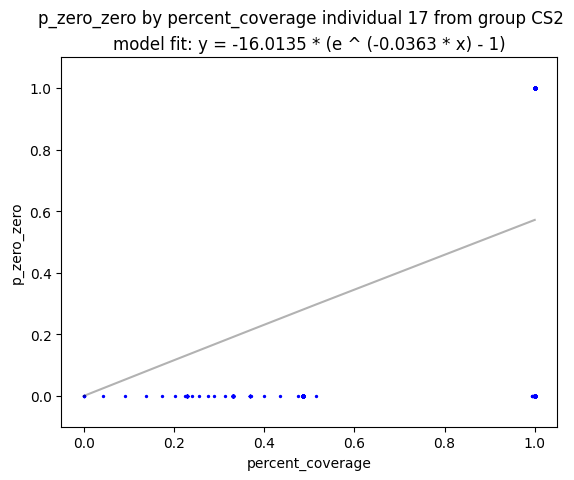 p_zero_zero by percent_coverage individual 17 from group CS2
model fit: y = -16.0135 * (e ^ (-0.0363 * x) - 1)
1.0
0.8
0.6
0.4
0.2
0.0
p_zero_zero
0.0 0.2 0.4 0.6 0.8 1.0
percent_coverage